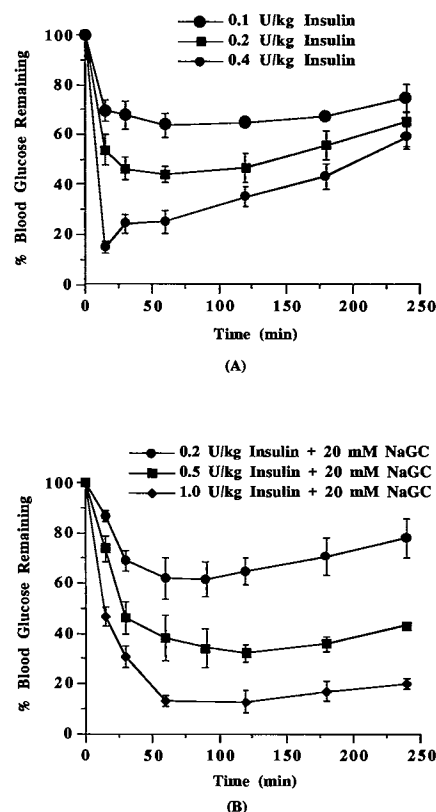 0.1 U/kg Insulin
0.2 U/kg Insulin
0.4 U/kg Insulin
% Blood Glucose Remaining
100
80
60
40
20
0
0 50 100 150 200 250
Time (min)
(A)
0.2 U/kg Insulin + 20 mM NaGC
0.5 U/kg Insulin + 20 mM NaGC
1.0 U/kg Insulin + 20 mM NaGC
% Blood Glucose Remaining
100
80
60
40
20
0
0 50 100 150 200 250
Time (min)
(B)